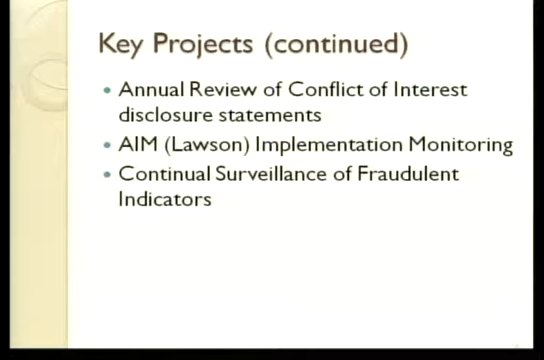 Key Projects (continued)
• Annual Review of Conflict of Interest
disclosure statements
• AIM (Lawson) Implementation Monitoring
• Continual Surveillance of Fraudulent
Indicators